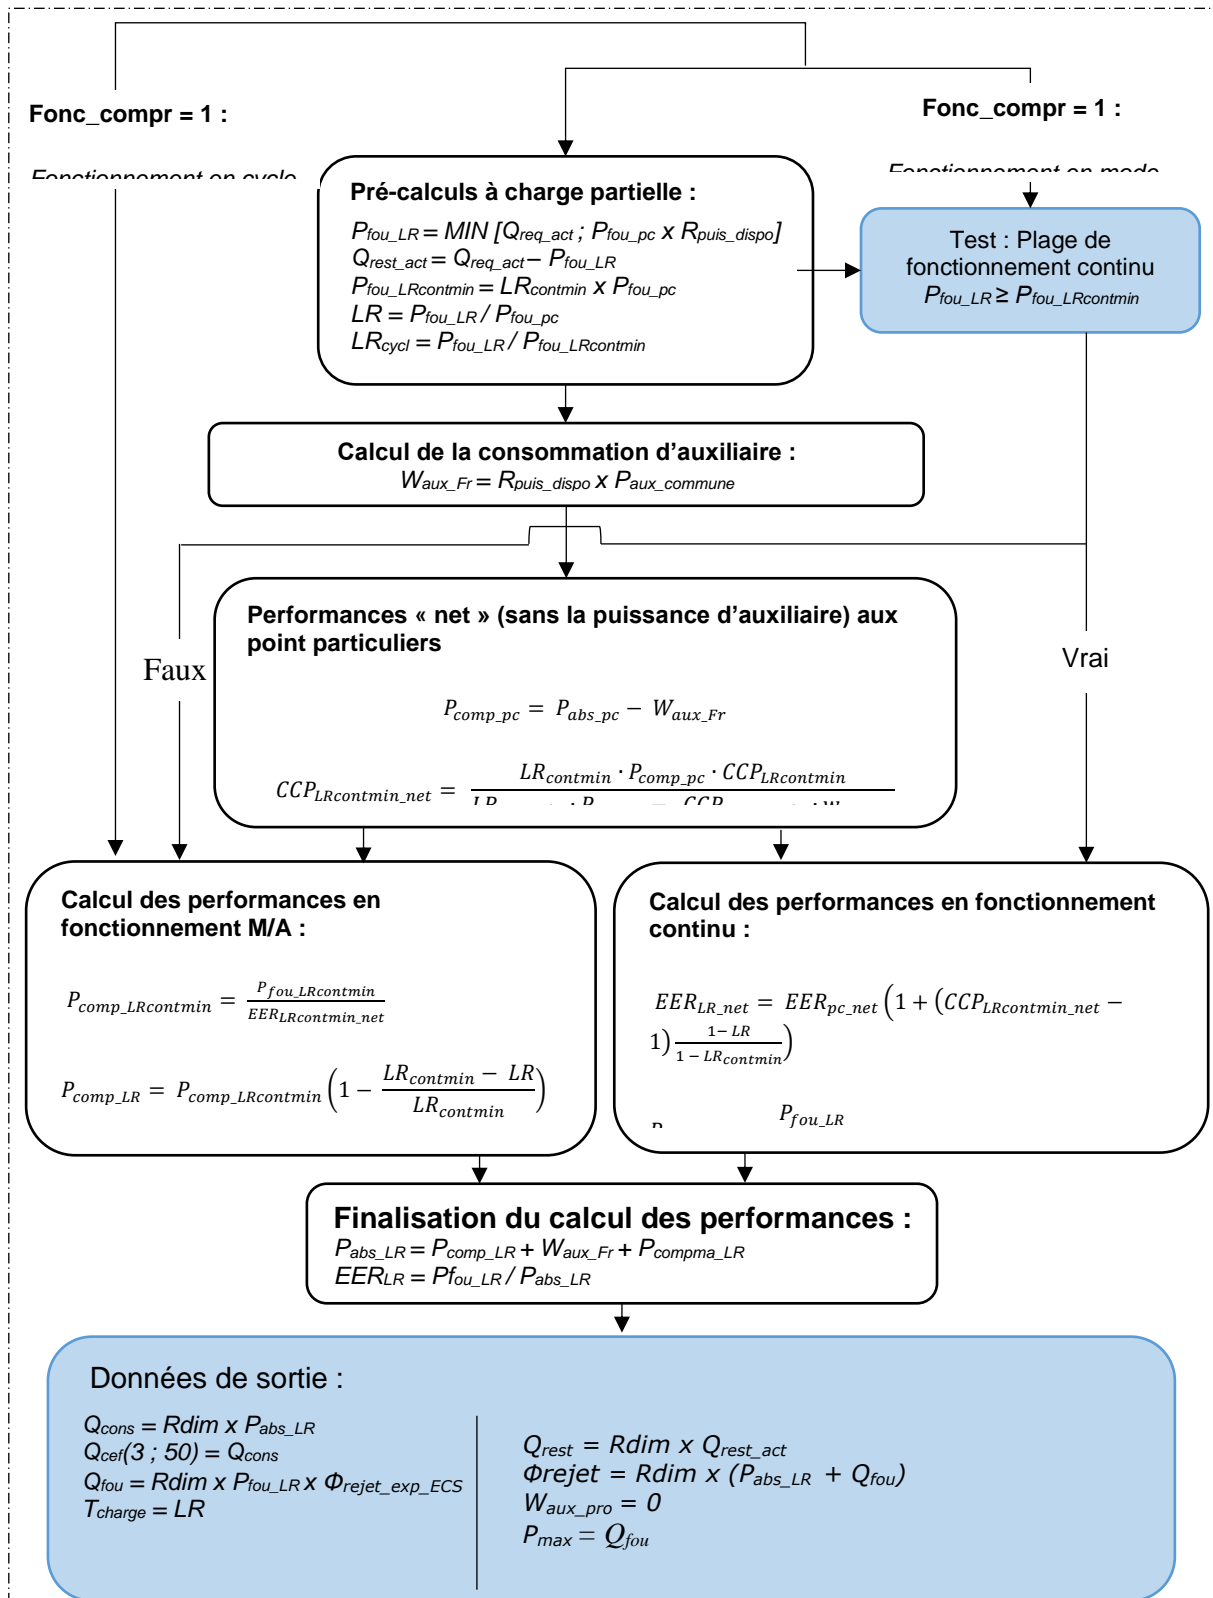 Fonc_compr = 1 :
Fonctionnement en cycle
Fonc_compr = 1 :
Fonctionnement en mode
Pré-calculs à charge partielle :
P_fou_LR = MIN [Q_req_act ; P_fou_pc x R_puis_dispo]
Q_rest_act = Q_req_act – P_fou_LR
P_fou_LRcontmin = LR_contmin x P_fou_pc
LR = P_fou_LR / P_fou_pc
LR_cycl = P_fou_LR / P_fou_LRcontmin
Test : Plage de
fonctionnement continu
P_fou_LR ≥ P_fou_LRcontmin
Calcul de la consommation d'auxiliaire :
W_aux_Fr = R_puis_dispo x P_aux_commune
Performances « net » (sans la puissance d'auxiliaire) aux
point particuliers
P_comp_pc = P_abs_pc − W_aux_Fr
CCP_LRcontmin_net = LR_contmin · P_comp_pc · CCP_LRcontmin
Faux
Vrai
Calcul des performances en
fonctionnement M/A :
P_comp_LRcontmin = P_fou_LRcontmin / EER_LRcontmin_net
P_comp_LR = P_comp_LRcontmin (1 − (LR_contmin − LR) / LR_contmin)
Calcul des performances en fonctionnement
continu :
EER_LR_net = EER_pc_net (1 + (CCP_LRcontmin_net −
1) (1 − LR) / (1 − LR_contmin))
P_fou_LR
Finalisation du calcul des performances :
P_abs_LR = P_comp_LR + W_aux_Fr + P_compma_LR
EER_LR = Pf_ou_LR / P_abs_LR
Données de sortie :
Q_cons = Rdim x P_abs_LR
Q_cef(3 ; 50) = Q_cons
Q_fou = Rdim x P_fou_LR x Φ_rejet_exp_ECS
T_charge = LR
Q_rest = Rdim x Q_rest_act
Φrejet = Rdim x (P_abs_LR + Q_fou)
W_aux_pro = 0
P_max = Q_fou